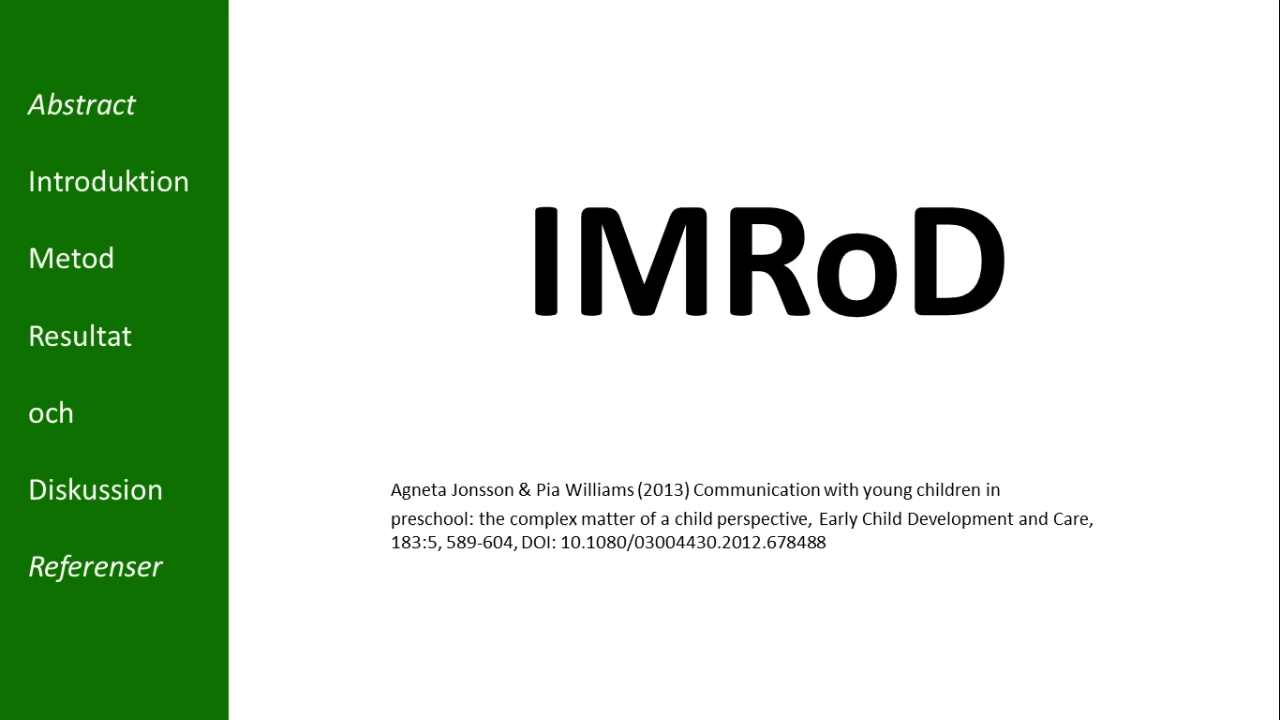 Abstract
Introduktion
Metod
Resultat
och
Diskussion
Referenser
IMRoD
Agneta Jonsson & Pia Williams (2013) Communication with young children in
preschool: the complex matter of a child perspective, Early Child Development and Care,
183:5, 589-604, DOI: 10.1080/03004430.2012.678488